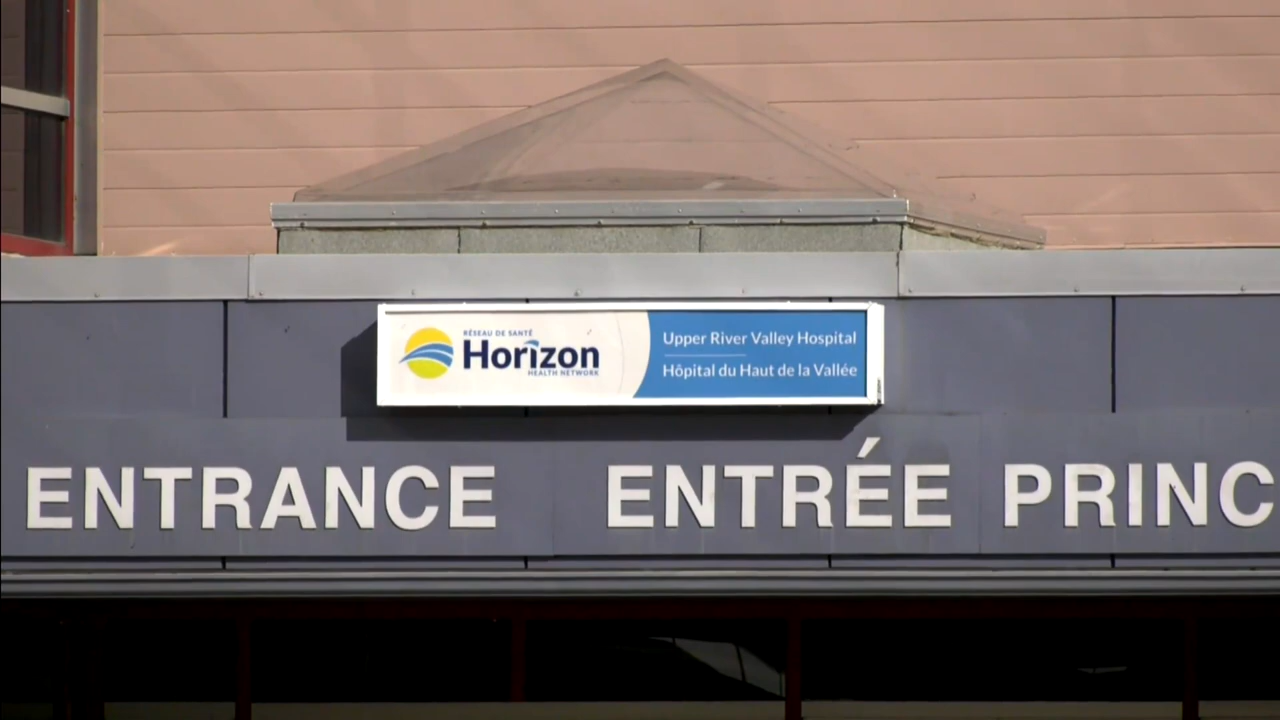 RÉSEAU DE SANTÉ
Horizon
HEALTH NETWORK
Upper River Valley Hospital
Hôpital du Haut de la Vallée
ENTRANCE ENTRÉE PRINC